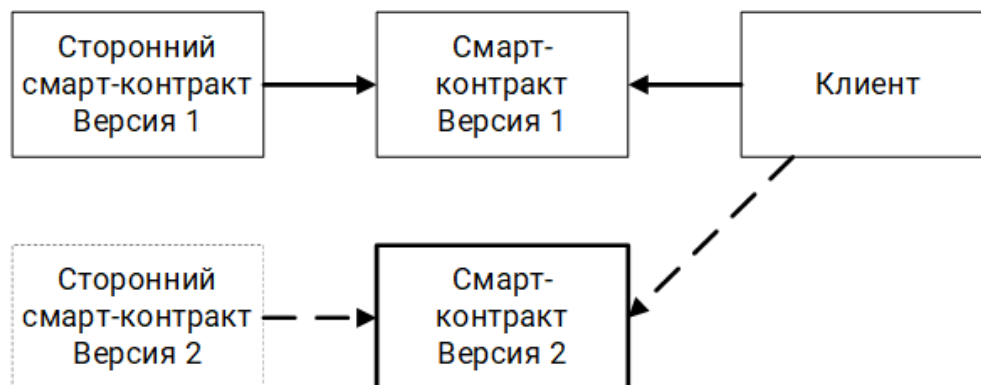 Сторонний
смарт-контракт
Версия 1
Смарт-
контракт
Версия 1
Клиент
Сторонний
смарт-контракт
Версия 2
Смарт-
контракт
Версия 2